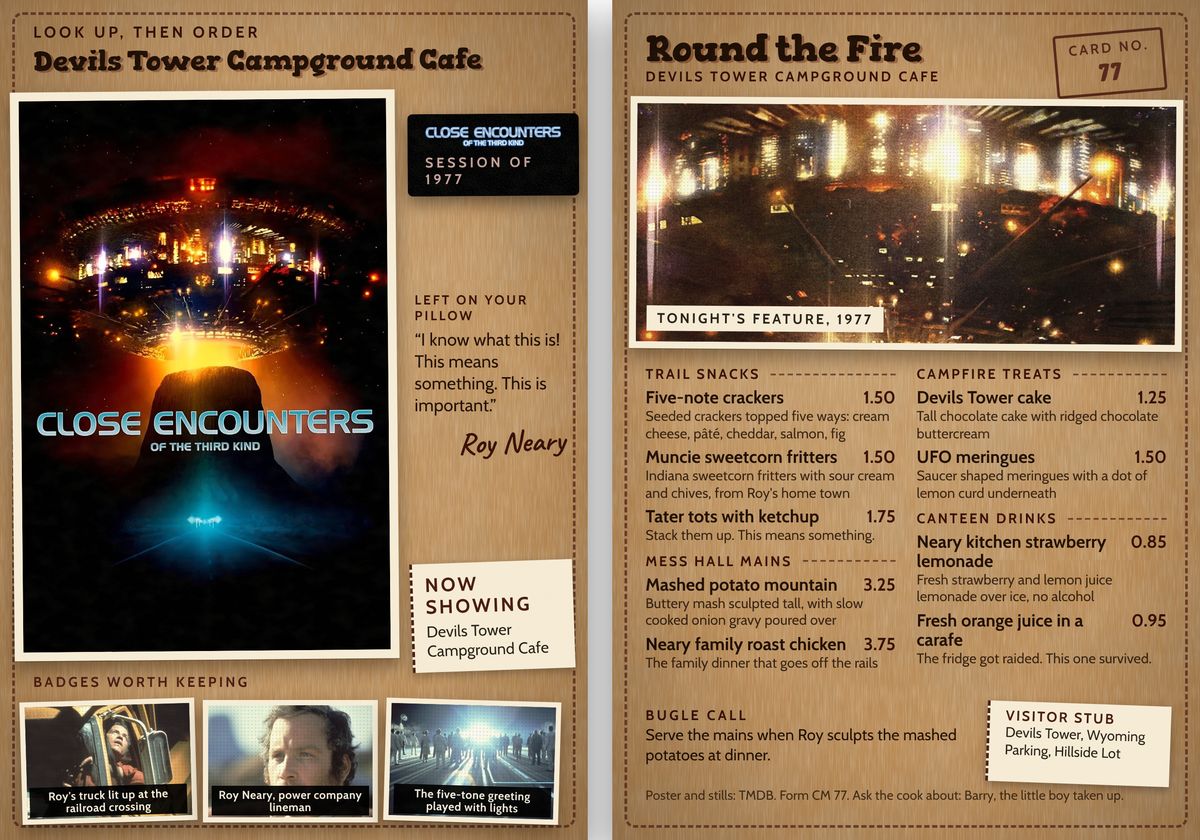 LOOK UP, THEN ORDER
Devils Tower Campground Cafe
CLOSE ENCOUNTERS
OF THE THIRD KIND
CLOSE ENCOUNTERS
OF THE THIRD KIND
SESSION OF
1977
LEFT ON YOUR
PILLOW
“I know what this is!
This means
something. This is
important.”
Roy Neary
NOW
SHOWING
Devils Tower
Campground Cafe
BADGES WORTH KEEPING
Roy's truck lit up at the
railroad crossing
Roy Neary, power company
lineman
The five-tone greeting
played with lights
Round the Fire
DEVILS TOWER CAMPGROUND CAFE
CARD NO.
77
TONIGHT'S FEATURE, 1977
TRAIL SNACKS
Five-note crackers 1.50
Seeded crackers topped five ways: cream
cheese, pâté, cheddar, salmon, fig
Muncie sweetcorn fritters 1.50
Indiana sweetcorn fritters with sour cream
and chives, from Roy's home town
Tater tots with ketchup 1.75
Stack them up. This means something.
MESS HALL MAINS
Mashed potato mountain 3.25
Buttery mash sculpted tall, with slow
cooked onion gravy poured over
Neary family roast chicken 3.75
The family dinner that goes off the rails
CAMPFIRE TREATS
Devils Tower cake 1.25
Tall chocolate cake with ridged chocolate
buttercream
UFO meringues 1.50
Saucer shaped meringues with a dot of
lemon curd underneath
CANTEEN DRINKS
Neary kitchen strawberry 0.85
lemonade
Fresh strawberry and lemon juice
lemonade over ice, no alcohol
Fresh orange juice in a 0.95
carafe
The fridge got raided. This one survived.
BUGLE CALL
Serve the mains when Roy sculpts the mashed
potatoes at dinner.
VISITOR STUB
Devils Tower, Wyoming
Parking, Hillside Lot
Poster and stills: TMDB. Form CM 77. Ask the cook about: Barry, the little boy taken up.